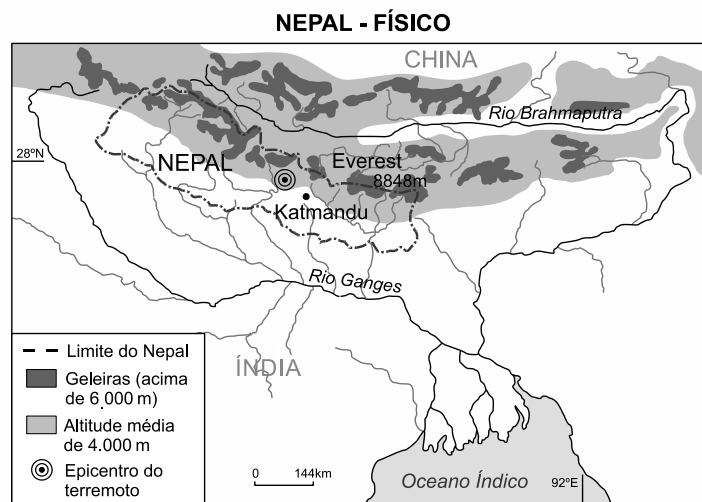 NEPAL - FÍSICO
CHINA
Rio Brahmaputra
28ºN
NEPAL
Everest
8848m
Katmandu
Rio Ganges
ÍNDIA
Limite do Nepal
Geleiras (acima
de 6.000 m)
Altitude média
de 4.000 m
Epicentro do
terremoto
0 144km
Oceano Índico
92ºE